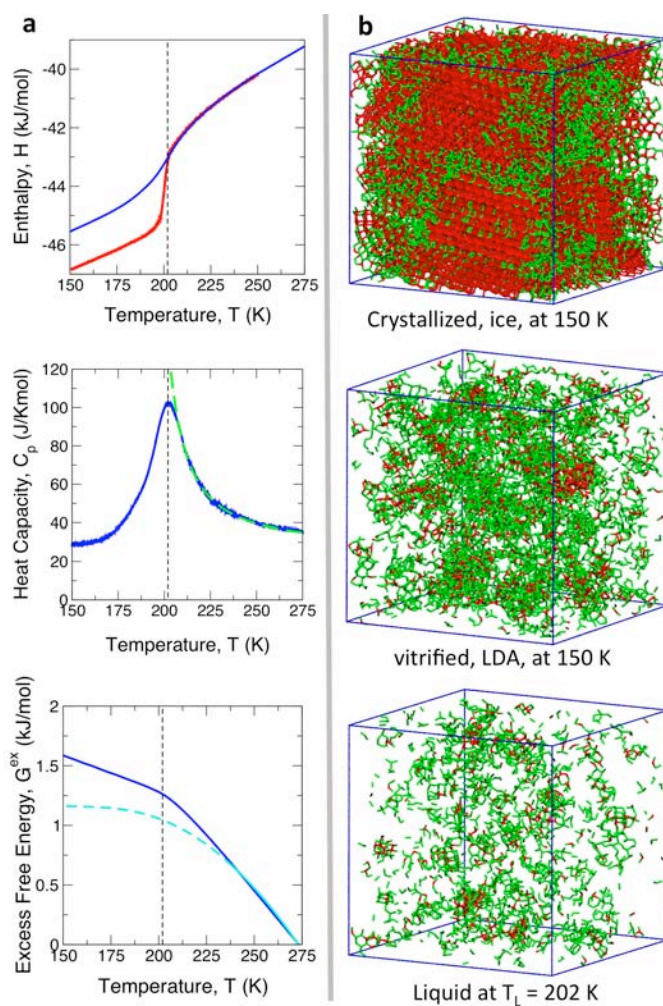 a
b
Enthalpy, H (kJ/mol)
-40
-42
-44
-46
150 175 200 225 250 275
Temperature, T (K)
Crystallized, ice, at 150 K
Heat Capacity, Cp (J/Kmol)
120
100
80
60
40
20
0
150 175 200 225 250 275
Temperature, T (K)
vitrified, LDA, at 150 K
Excess Free Energy, G^ex (kJ/mol)
2
1.5
1
0.5
0
150 175 200 225 250 275
Temperature, T (K)
Liquid at T_L = 202 K